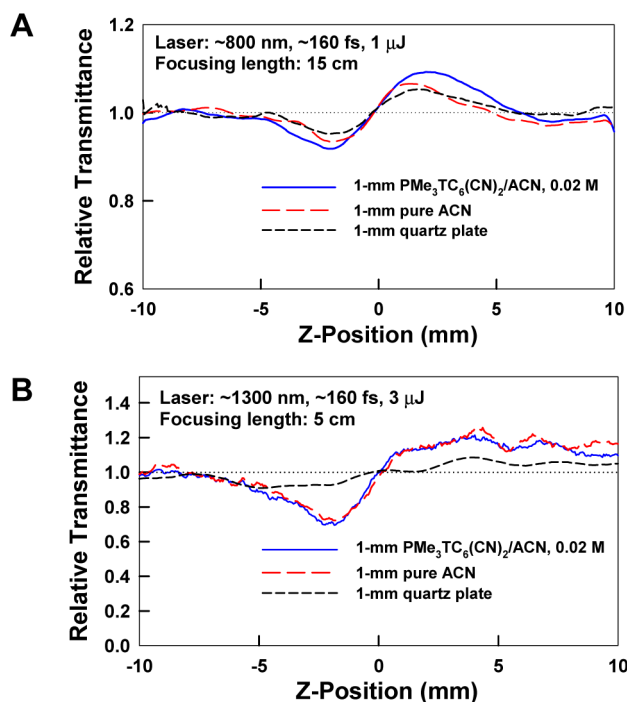 A
Relative Transmittance
1.2
1.0
0.8
0.6
Laser: ~800 nm, ~160 fs, 1 μJ
Focusing length: 15 cm
1-mm PMe₃TC₆(CN)₂/ACN, 0.02 M
1-mm pure ACN
1-mm quartz plate
-10 -5 0 5 10
Z-Position (mm)
B
Relative Transmittance
1.4
1.2
1.0
0.8
0.6
0.4
0.2
0.0
Laser: ~1300 nm, ~160 fs, 3 μJ
Focusing length: 5 cm
1-mm PMe₃TC₆(CN)₂/ACN, 0.02 M
1-mm pure ACN
1-mm quartz plate
-10 -5 0 5 10
Z-Position (mm)